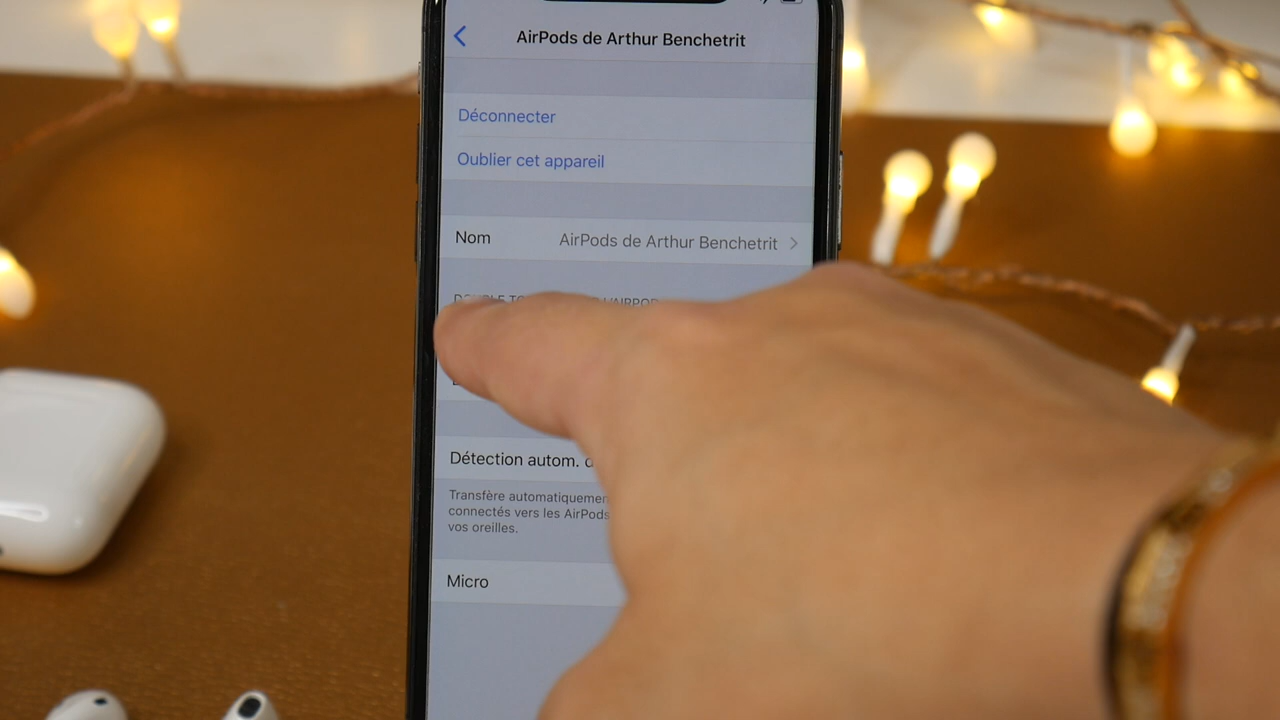 AirPods de Arthur Benchetrit
Déconnecter
Oublier cet appareil
Nom AirPods de Arthur Benchetrit
Détection autom.
Transfère automatiquemen
connectés vers les AirPods
vos oreilles.
Micro